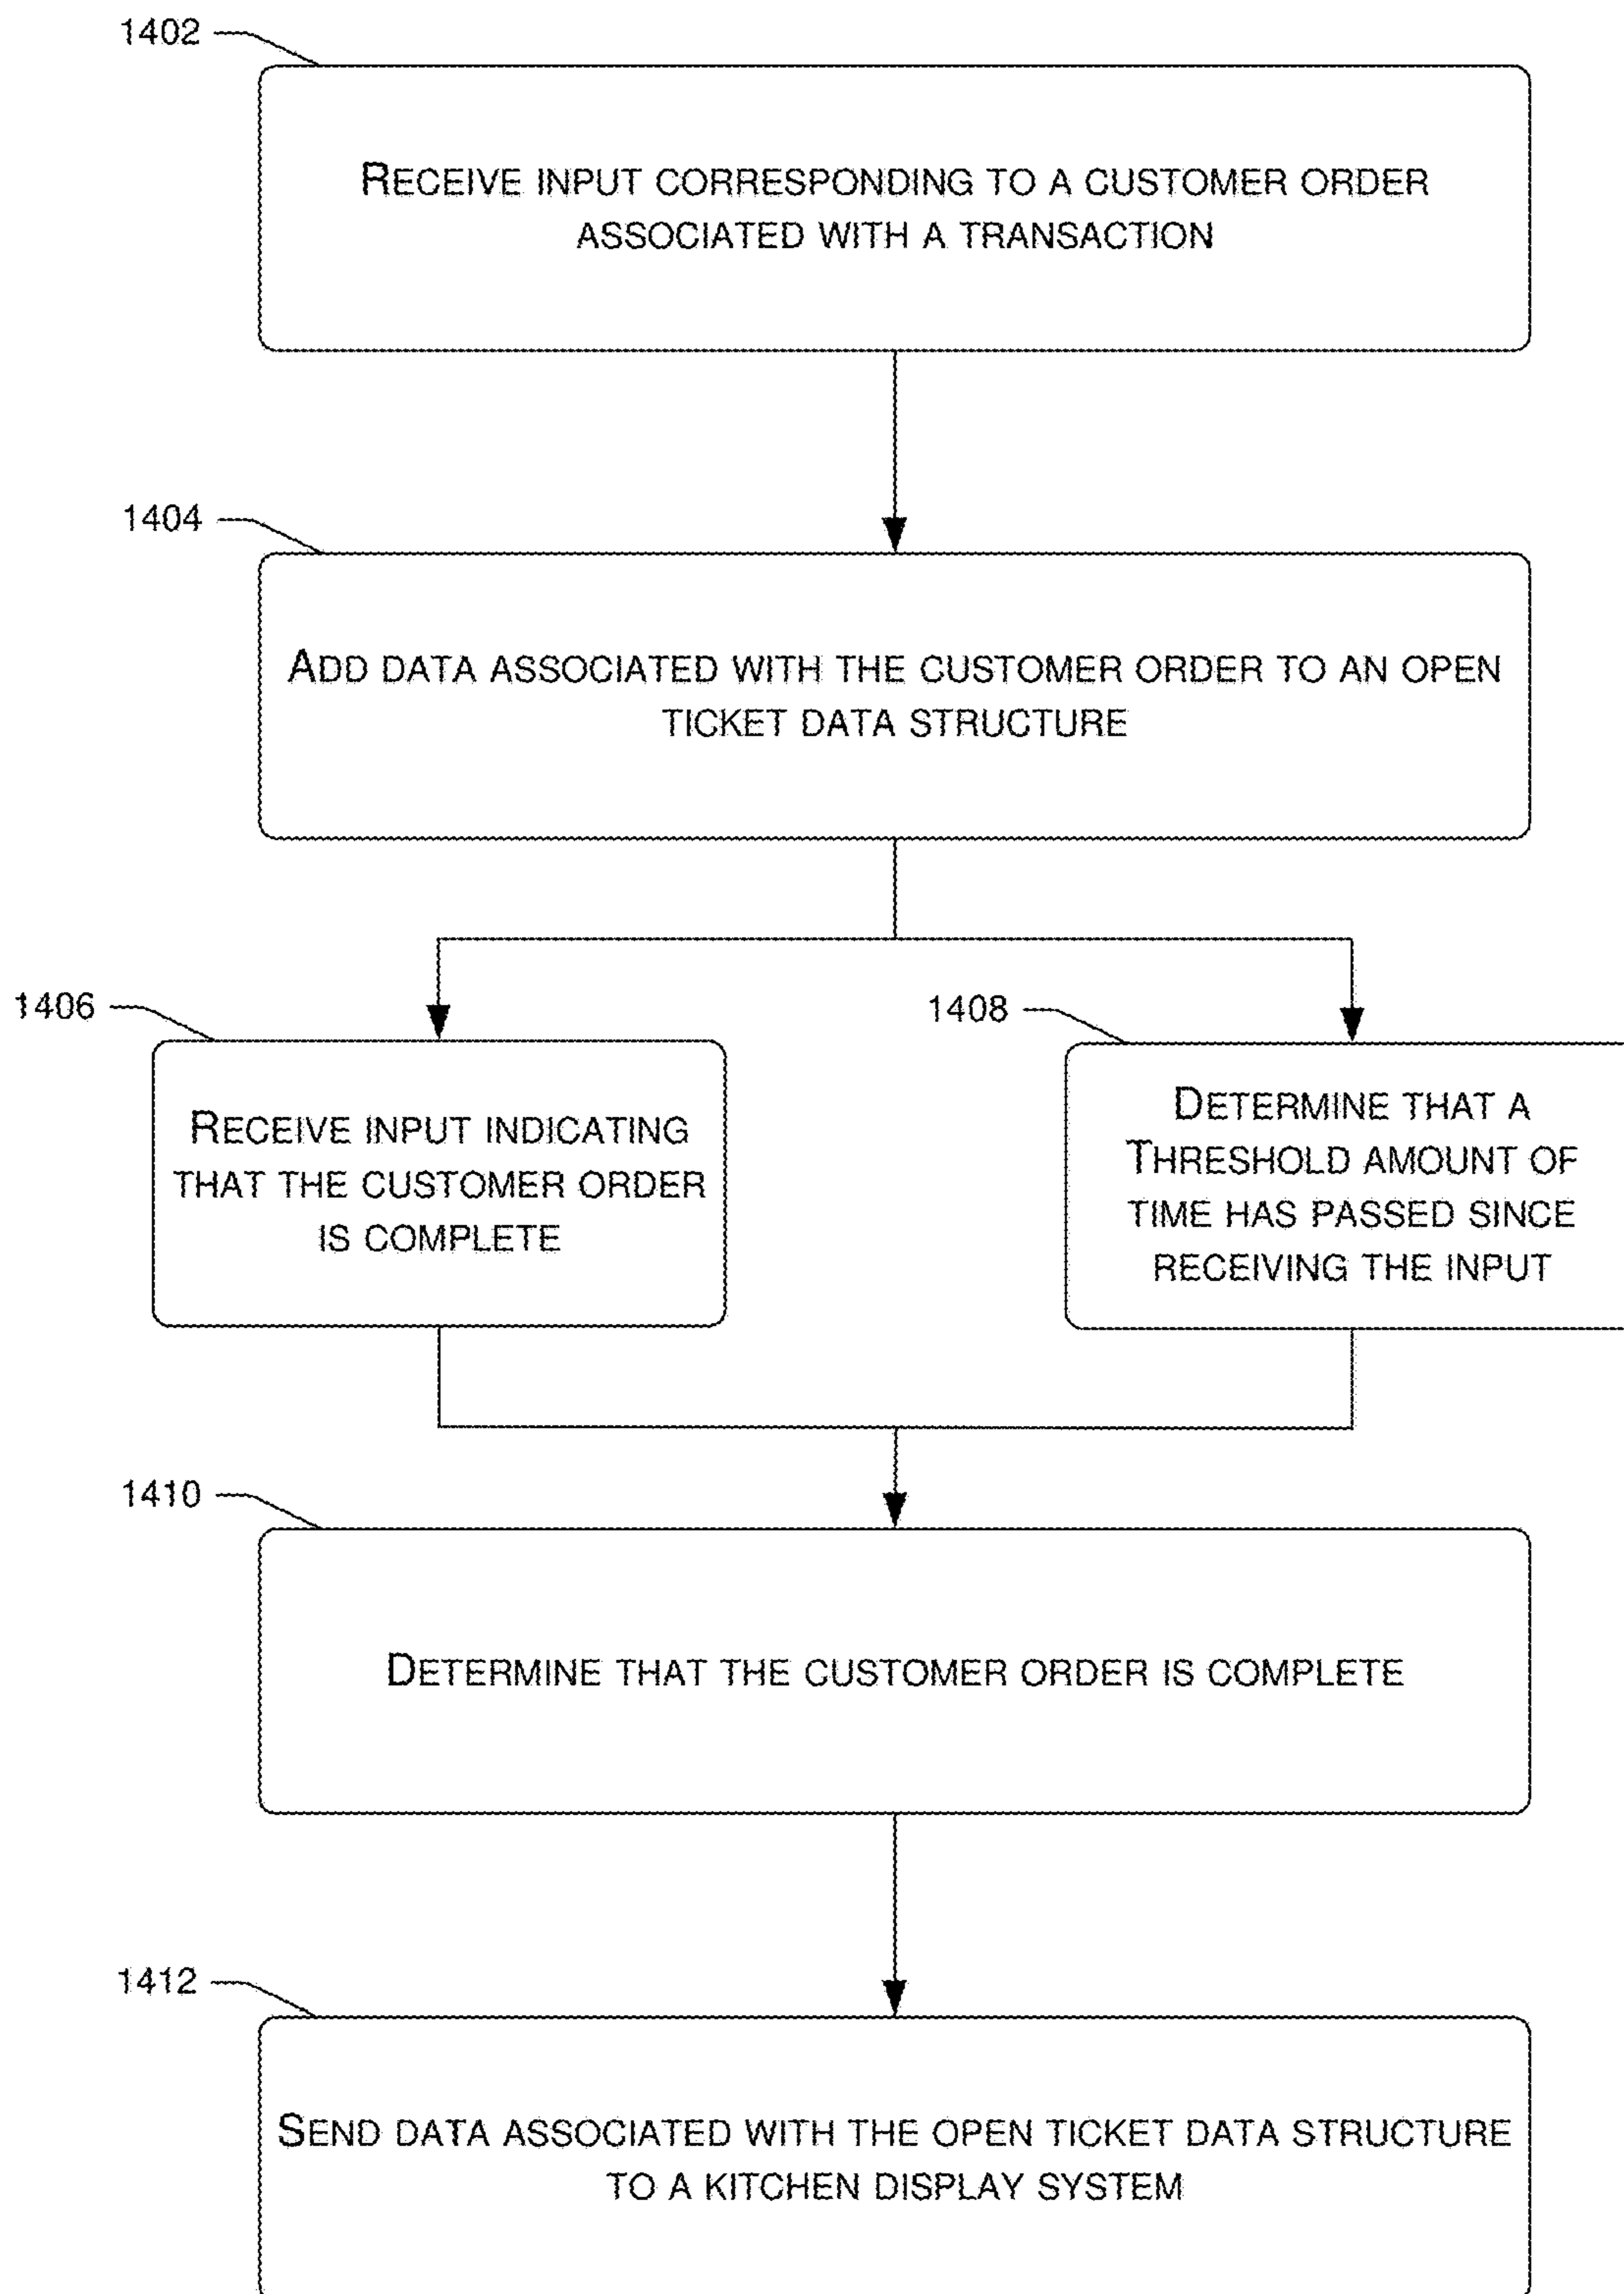 1402
RECEIVE INPUT CORRESPONDING TO A CUSTOMER ORDER
ASSOCIATED WITH A TRANSACTION
1404
ADD DATA ASSOCIATED WITH THE CUSTOMER ORDER TO AN OPEN
TICKET DATA STRUCTURE
1406
RECEIVE INPUT INDICATING
THAT THE CUSTOMER ORDER
IS COMPLETE
1408
DETERMINE THAT A
THRESHOLD AMOUNT OF
TIME HAS PASSED SINCE
RECEIVING THE INPUT
1410
DETERMINE THAT THE CUSTOMER ORDER IS COMPLETE
1412
SEND DATA ASSOCIATED WITH THE OPEN TICKET DATA STRUCTURE
TO A KITCHEN DISPLAY SYSTEM